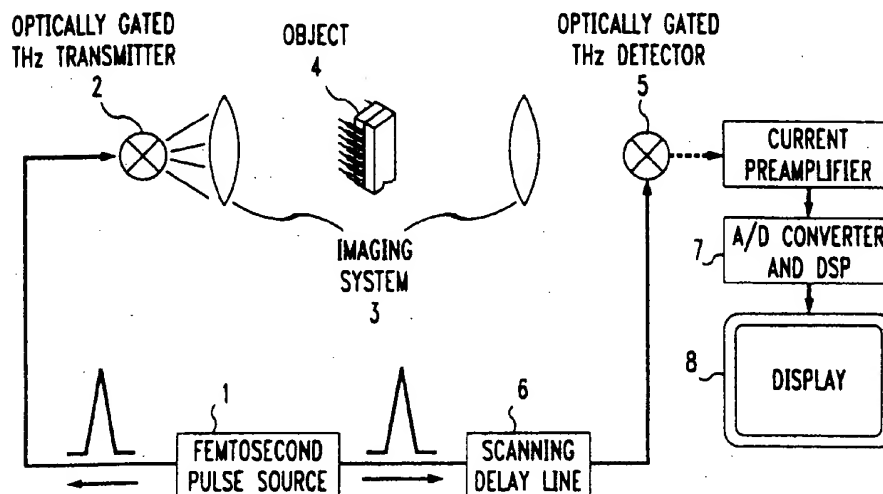 OPTICALLY GATED
THz TRANSMITTER
2
OBJECT
4
OPTICALLY GATED
THz DETECTOR
5
CURRENT
PREAMPLIFIER
IMAGING
SYSTEM
3
7
A/D CONVERTER
AND DSP
8
DISPLAY
1
FEMTOSECOND
PULSE SOURCE
6
SCANNING
DELAY LINE